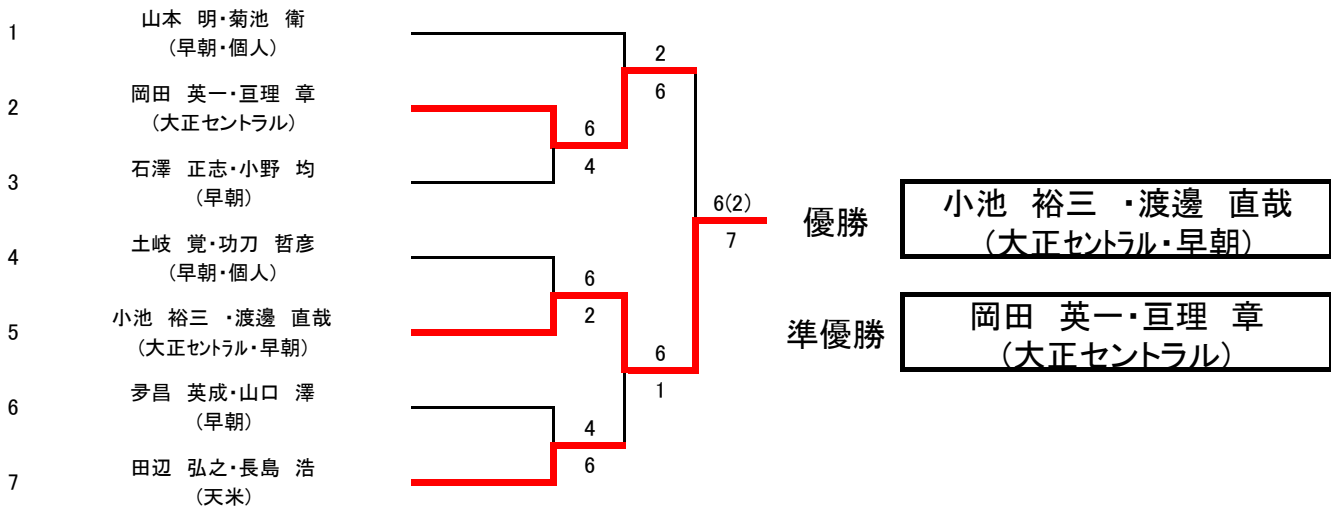 1
山本　明・菊池　衛
(早朝・個人)
2
岡田　英一・亘理　章
(大正セントラル)
3
石澤　正志・小野　均
(早朝)
4
土岐　覚・功刀　哲彦
(早朝・個人)
5
小池　裕三　・渡邊　直哉
(大正セントラル・早朝)
6
夛昌　英成・山口　澤
(早朝)
7
田辺　弘之・長島　浩
(天米)
6
4
6
2
4
6
2
6
6
1
6(2)
7
優勝
小池　裕三　・渡邊　直哉
(大正セントラル・早朝)
準優勝
岡田　英一・亘理　章
(大正セントラル)